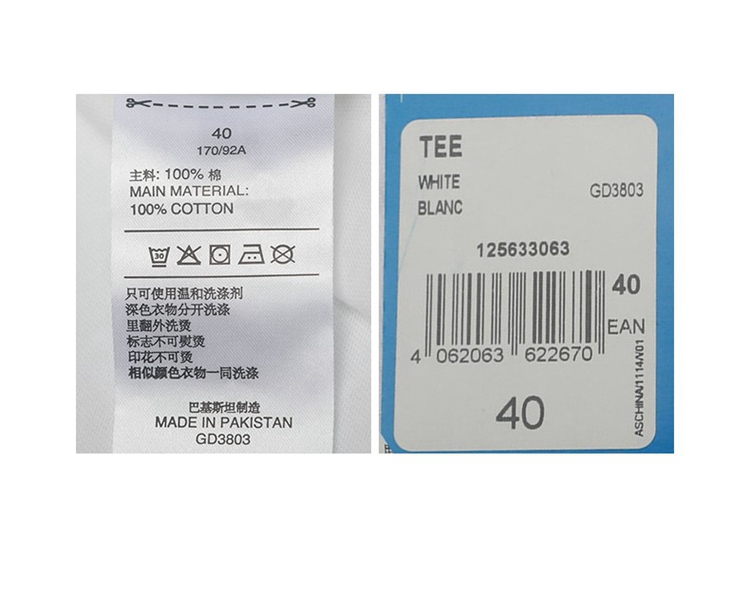 40
170/92A
主料: 100% 棉
MAIN MATERIAL:
100% COTTON
30
只可使用温和洗涤剂
深色衣物分开洗涤
里翻外洗烫
标志不可熨烫
印花不可烫
相似颜色衣物一同洗涤
巴基斯坦制造
MADE IN PAKISTAN
GD3803
TEE
WHITE
BLANC
GD3803
125633063
40
EAN
4 062063 622670
40
ASCHINA/1114/V01